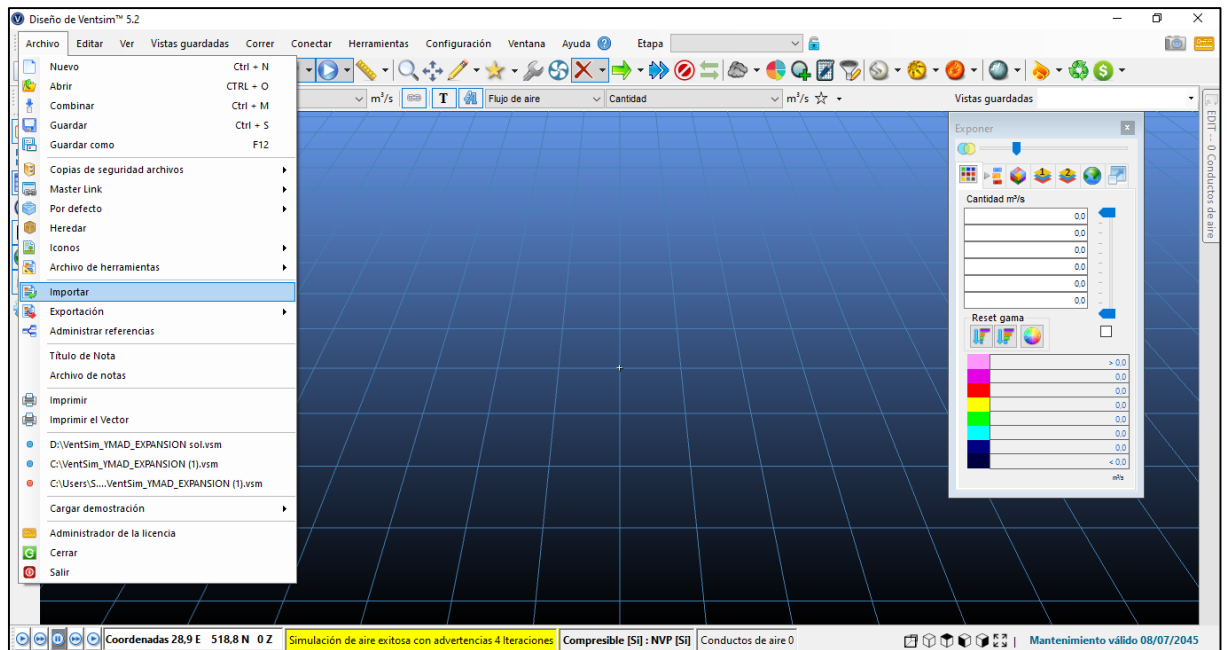 Diseño de Ventsim™ 5.2
Archivo Editar Ver Vistas guardadas Correr Conectar Herramientas Configuración Ventana Ayuda Etapa
m³/s T Flujo de aire Cantidad m³/s Vistas guardadas
Nuevo Ctrl + N
Abrir CTRL + O
Combinar Ctrl + M
Guardar Ctrl + S
Guardar como F12
Copias de seguridad archivos
Master Link
Por defecto
Heredar
Iconos
Archivo de herramientas
Importar
Exportación
Administrar referencias
Título de Nota
Archivo de notas
Imprimir
Imprimir el Vector
D:\VentSim_YMAD_EXPANSION sol.vsm
C:\VentSim_YMAD_EXPANSION (1).vsm
C:\Users\S....VentSim_YMAD_EXPANSION (1).vsm
Cargar demostración
Administrador de la licencia
Cerrar
Salir
Exponer
Cantidad m³/s
0,0
0,0
0,0
0,0
0,0
0,0
Reset gama
> 0,0
0,0
0,0
0,0
0,0
0,0
0,0
< 0,0
m³/s
EDIT -- 0 Conductos de aire
Coordenadas 28,9 E 518,8 N 0 Z Simulación de aire exitosa con advertencias 4 Iteraciones Compresible [Si] : NVP [Si] Conductos de aire 0 Mantenimiento válido 08/07/2045